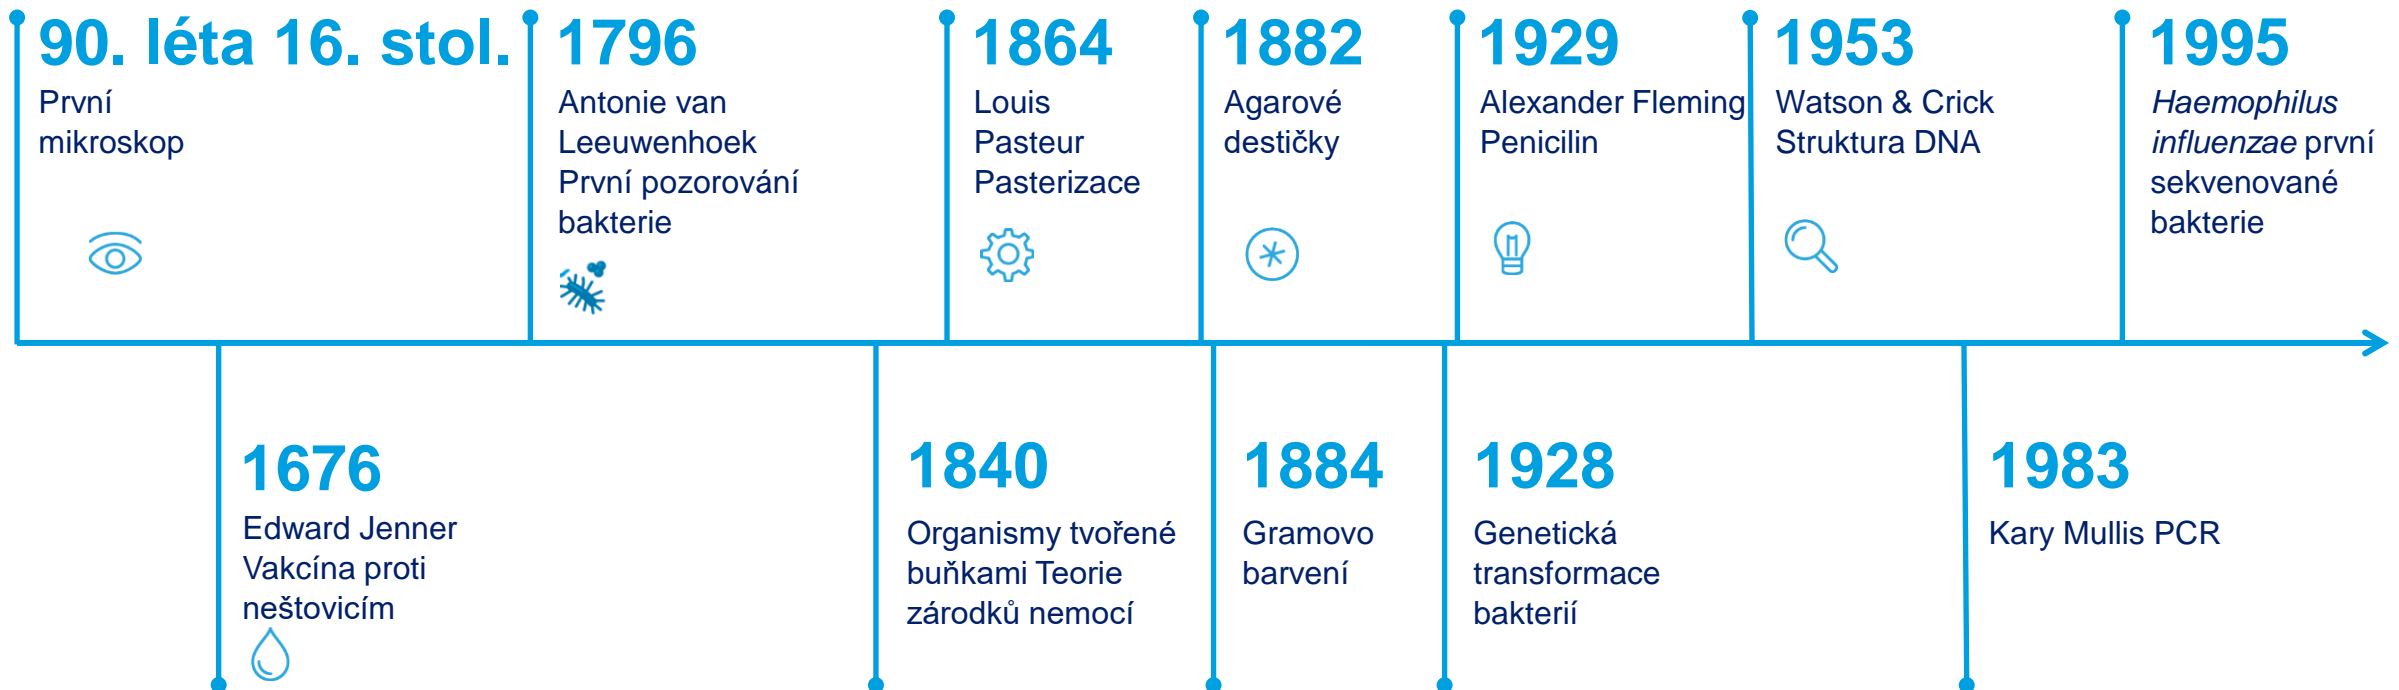 90. léta 16. stol.
První
mikroskop
1796
Antonie van
Leeuwenhoek
První pozorování
bakterie
1864
Louis
Pasteur
Pasterizace
1882
Agarové
destičky
1929
Alexander Fleming
Penicilin
1953
Watson & Crick
Struktura DNA
1995
Haemophilus
influenzae první
sekvenované
bakterie
1676
Edward Jenner
Vakcína proti
neštovicím
1840
Organismy tvořené
buňkami Teorie
zárodků nemocí
1884
Gramovo
barvení
1928
Genetická
transformace
bakterií
1983
Kary Mullis PCR